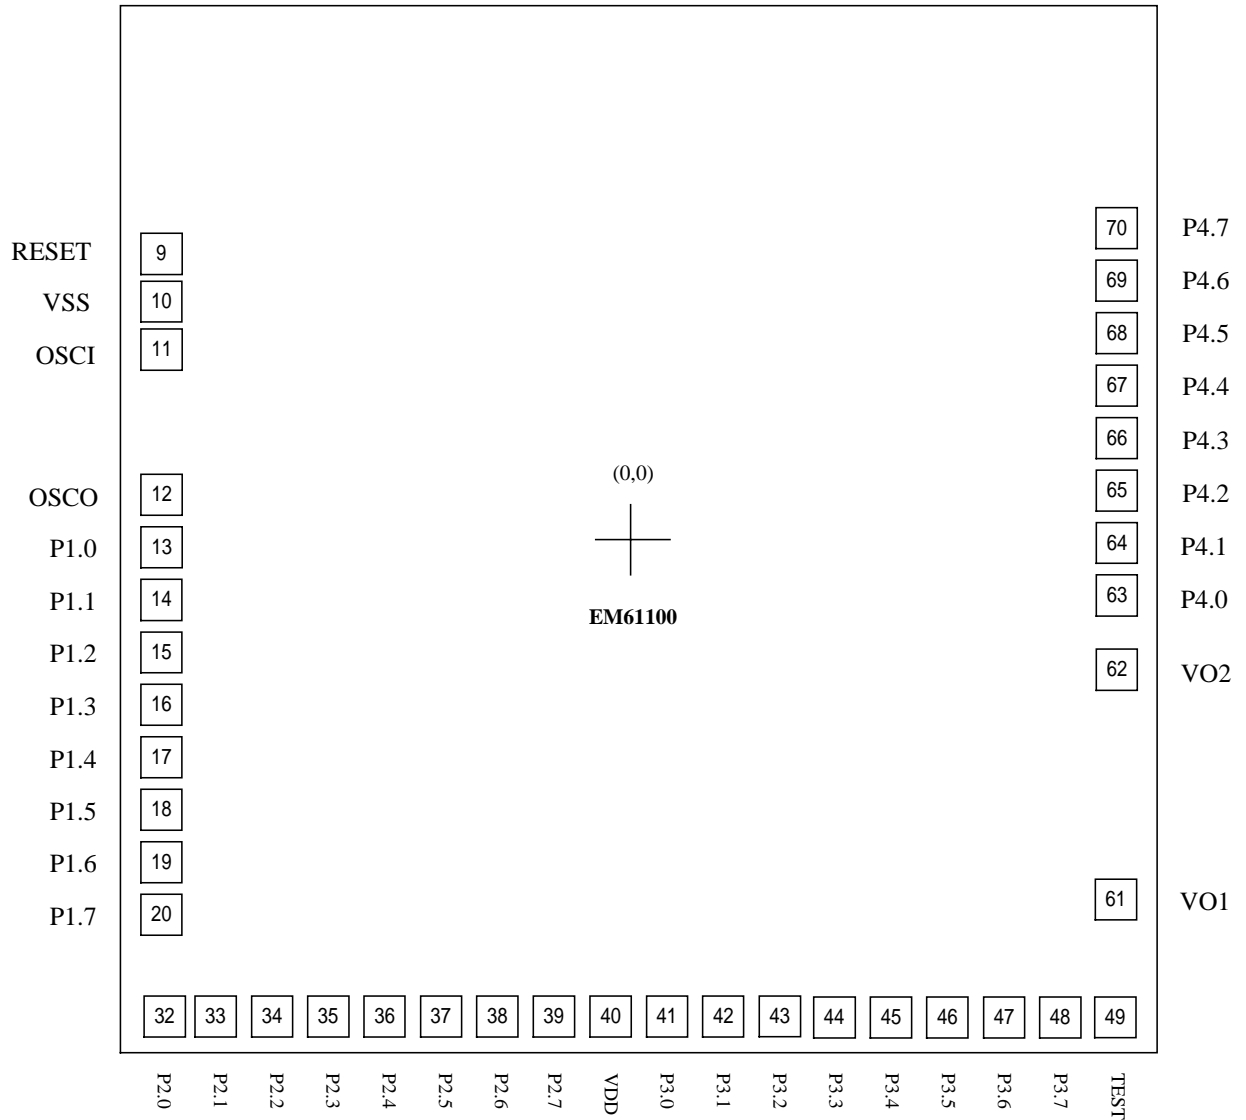 70 P4.7
RESET 9
69 P4.6
VSS 10
68 P4.5
OSCI 11
67 P4.4
66 P4.3
(0,0)
OSCO 12
65 P4.2
P1.0 13
64 P4.1
P1.1 14
63 P4.0
EM61100
P1.2 15
62 VO2
P1.3 16
P1.4 17
P1.5 18
P1.6 19
61 VO1
P1.7 20
32 33 34 35 36 37 38 39 40 41 42 43 44 45 46 47 48 49
P2.0 P2.1 P2.2 P2.3 P2.4 P2.5 P2.6 P2.7 VDD P3.0 P3.1 P3.2 P3.3 P3.4 P3.5 P3.6 P3.7 TEST